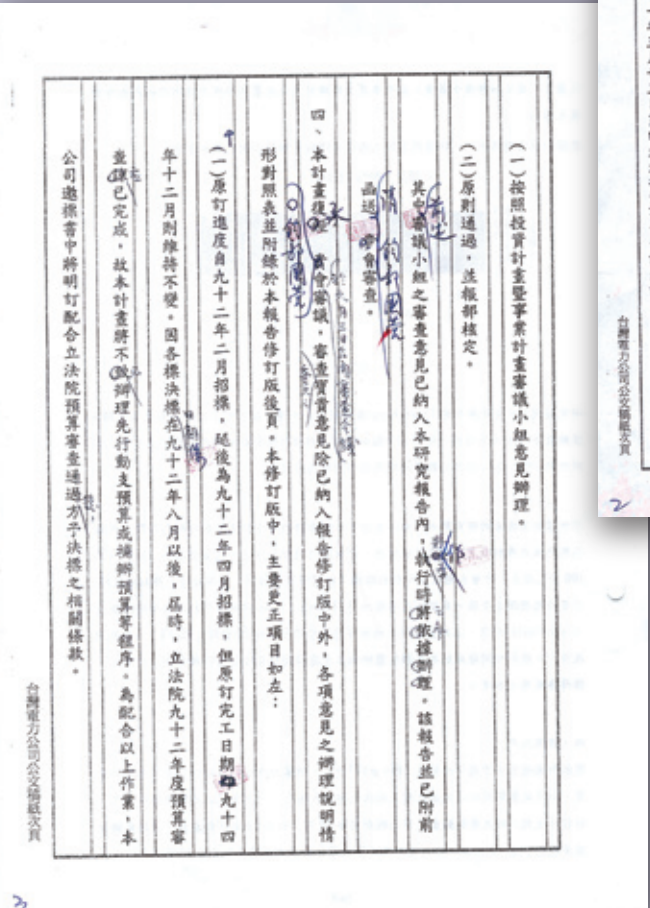 (一)按照投資計畫暨事業計畫審議小組意見辦理。
(二)原則通過,並報部核定。
其中審議小組之審查意見已納入本研究報告內,執行時將依據辦理。該報告並已附前
函送 會審查。
鈞部國營
四、本計畫復經 貴會審議,審查寶貴意見除已納入報告修訂版中外,各項意見之辦理說明情
鈞部國營
形對照表並附錄於本報告修訂版後頁。本修訂版中,主要更正項目如左:
(一)原訂進度自九十二年二月招標,延後為九十二年四月招標,但原訂完工日期 九十四
年十二月則維持不變。因各標決標在九十二年八月以後,屆時,立法院九十二年度預算審
查 已完成,故本計畫將不 辦理先行動支預算或補辦預算等程序。為配合以上作業,本
公司邀標書中將明訂配合立法院預算審查通過方予決標之相關條款。
台灣電力公司公文稿紙次頁
3
台灣電力公司公文稿紙次頁
2